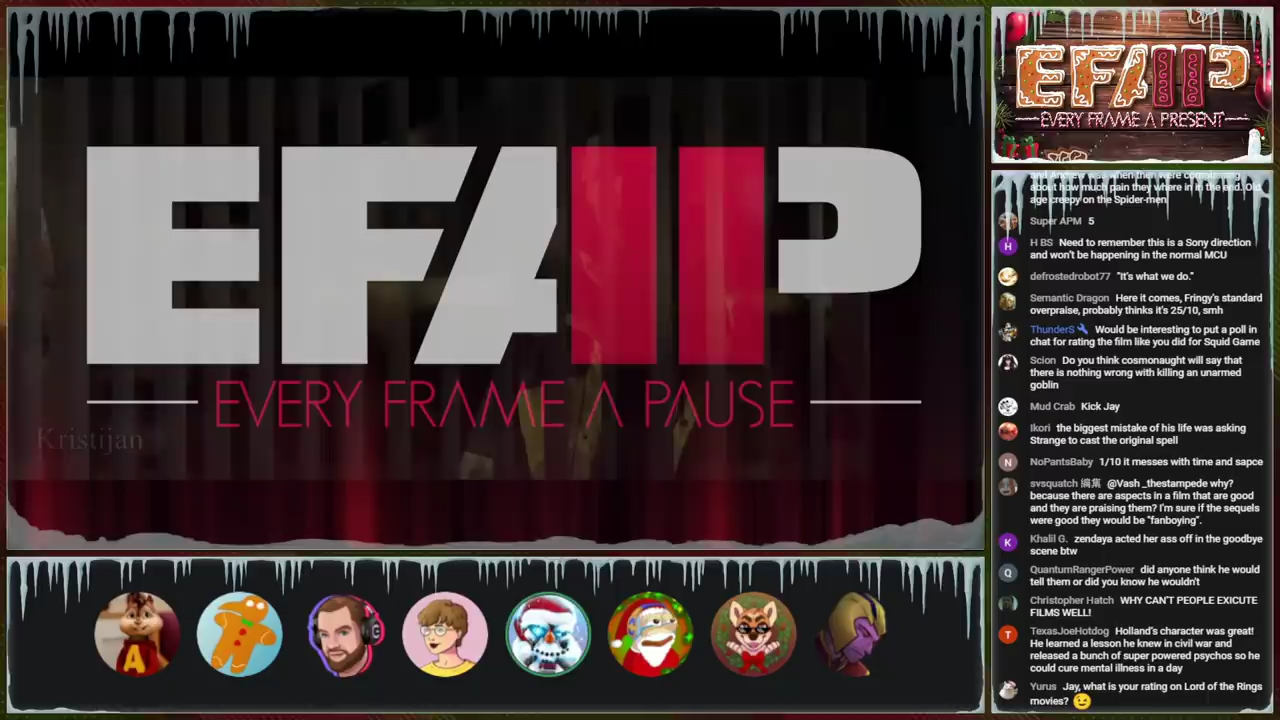 EFAP
EVERY FRAME A PAUSE
Kristijan
A
G
EFAP
EVERY FRAME A PRESENT
about how much pain they where in in the end. Old
age creepy on the Spider-men
Super APM 5
H
H BS Need to remember this is a Sony direction
and won't be happening in the normal MCU
defrostedrobot77 "It's what we do."
Semantic Dragon Here it comes, Fringy's standard
overpraise, probably thinks it's 25/10, smh
ThunderS Would be interesting to put a poll in
chat for rating the film like you did for Squid Game
Scion Do you think cosmonaught will say that
there is nothing wrong with killing an unarmed
goblin
Mud Crab Kick Jay
Ikori the biggest mistake of his life was asking
Strange to cast the original spell
N
NoPantsBaby 1/10 it messes with time and sapce
svsquatch 編集 @Vash_thestampede why?
because there are aspects in a film that are good
and they are praising them? I'm sure if the sequels
were good they would be "fanboying".
K
Khalil G. zendaya acted her ass off in the goodbye
scene btw
Q
QuantumRangerPower did anyone think he would
tell them or did you know he wouldn't
Christopher Hatch WHY CAN'T PEOPLE EXICUTE
FILMS WELL!
T
TexasJoeHotdog Holland's character was great!
He learned a lesson he knew in civil war and
released a bunch of super powered psychos so he
could cure mental illness in a day
Yurus Jay, what is your rating on Lord of the Rings
movies? 😉